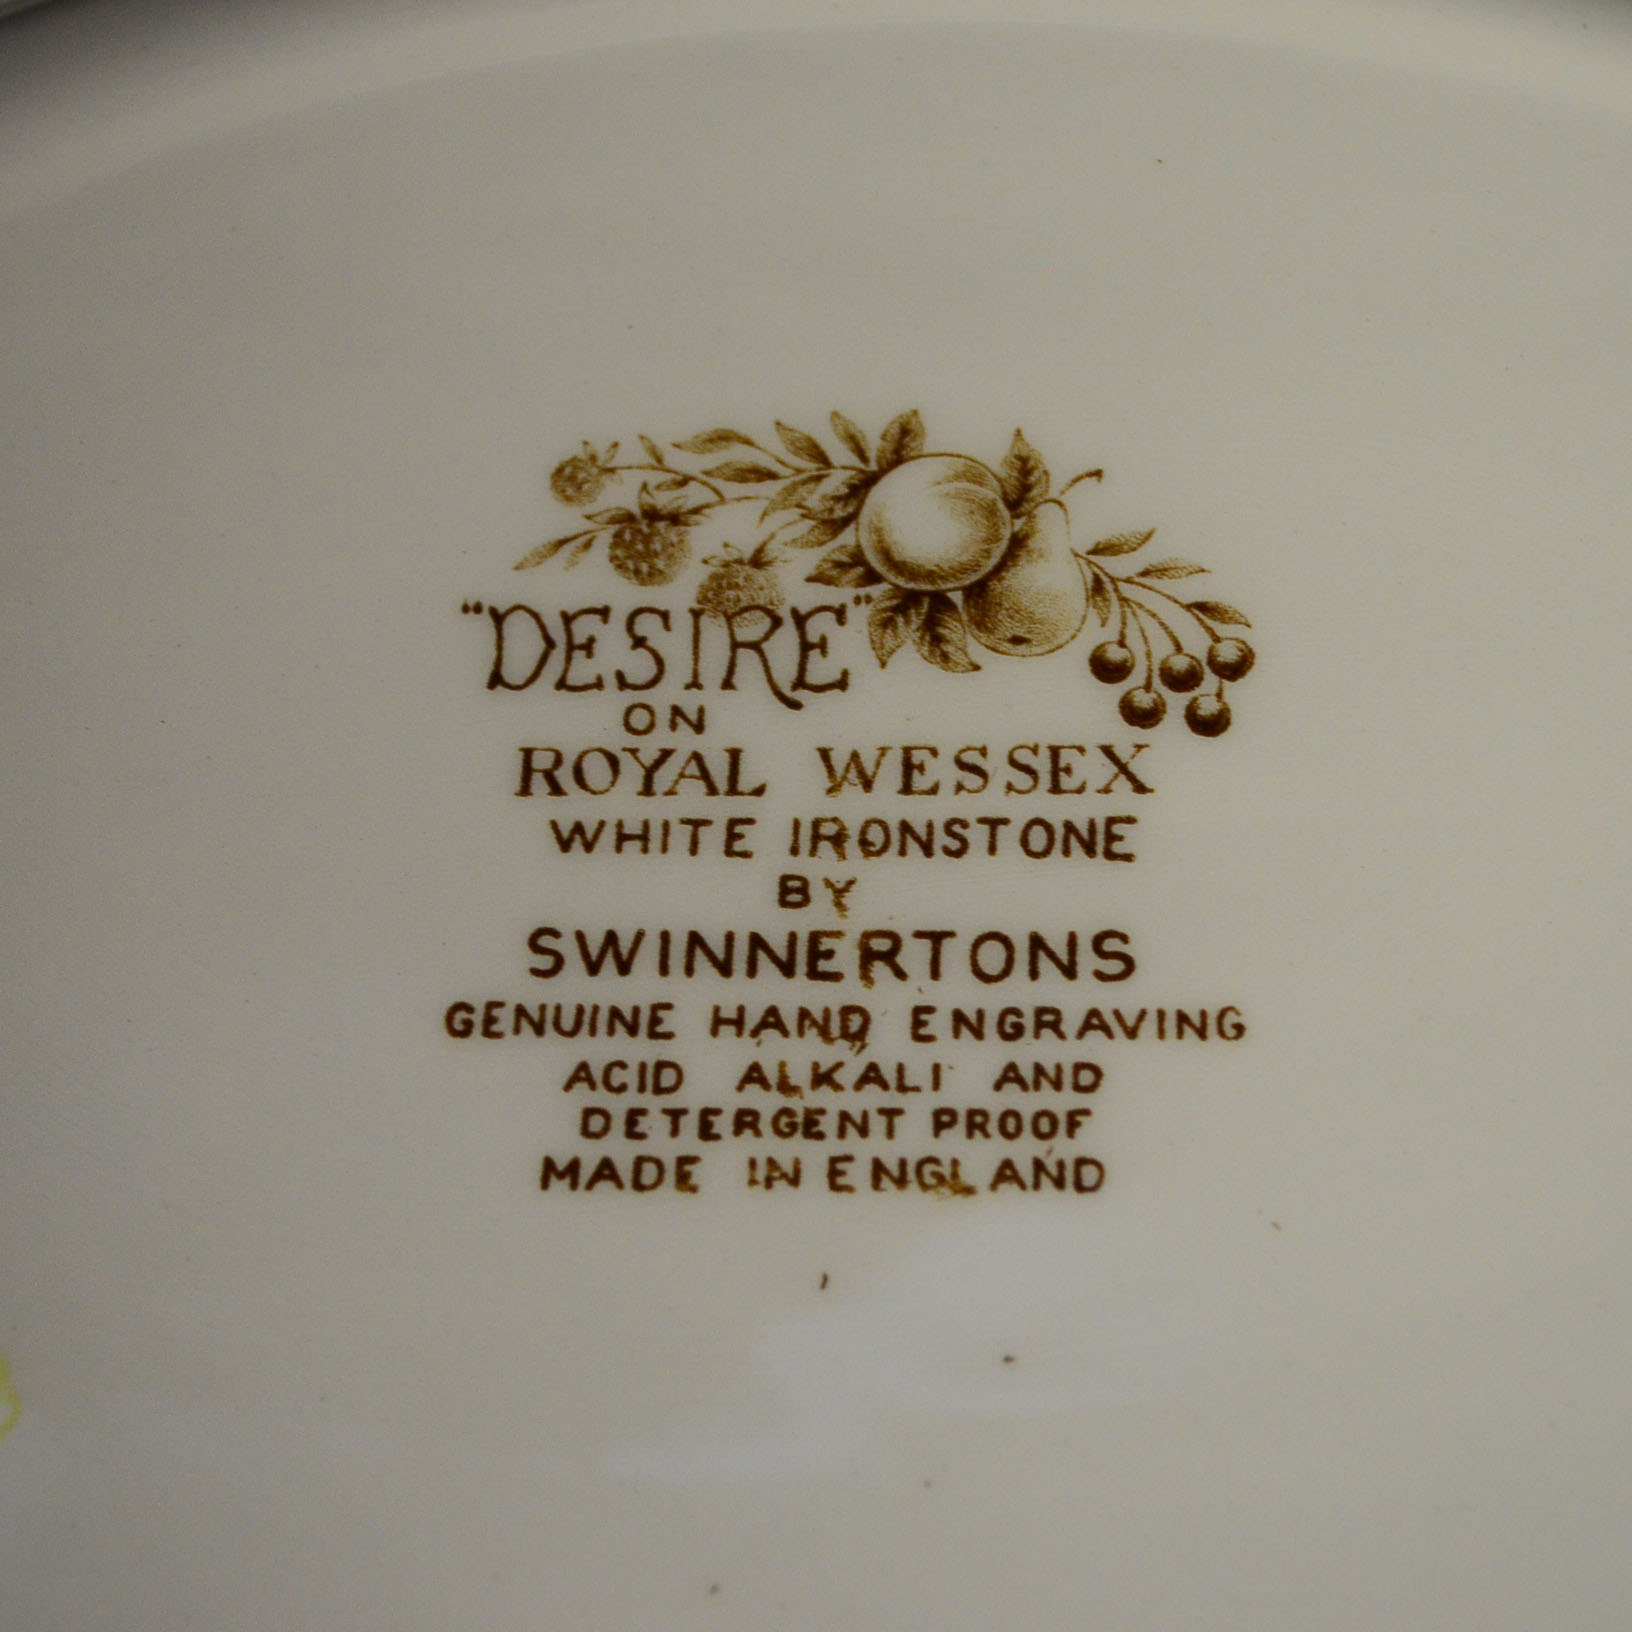 "DESIRE"
ON
ROYAL WESSEX
WHITE IRONSTONE
BY
SWINNERTONS
GENUINE HAND ENGRAVING
ACID ALKALI AND
DETERGENT PROOF
MADE IN ENGLAND